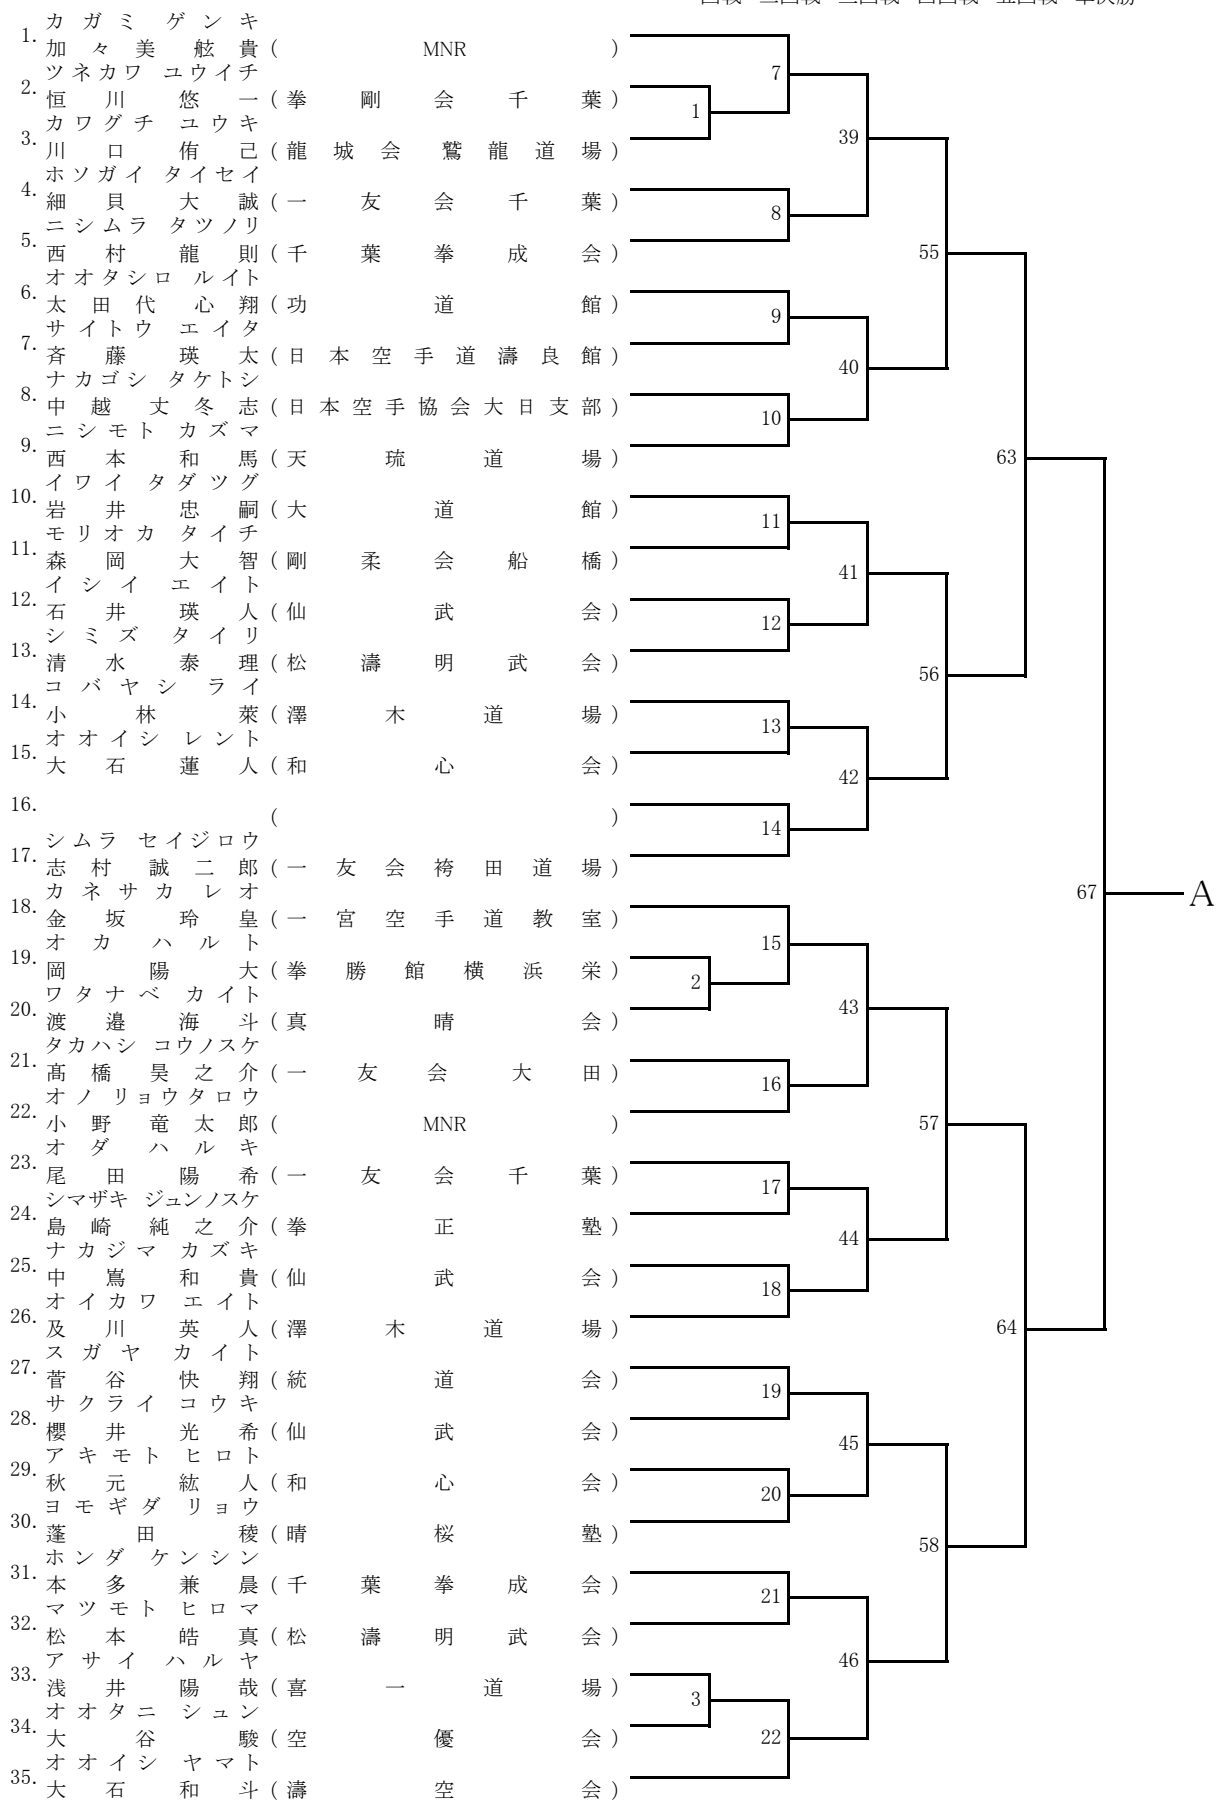 一回戦 二回戦 三回戦 四回戦 五回戦 準決勝
カガミ ゲンキ
1. 加々美舷貴 ( MNR )
ツネカワ ユウイチ
2. 恒川悠一 ( 拳剛会千葉 )
カワグチ ユウキ
3. 川口侑己 ( 龍城会鷲龍道場 )
ホソガイ タイセイ
4. 細貝大誠 ( 一友会千葉 )
ニシムラ タツノリ
5. 西村龍則 ( 千葉拳成会 )
オオタシロ ルイト
6. 太田代心翔 ( 功道館 )
サイトウ エイタ
7. 斉藤瑛太 ( 日本空手道濤良館 )
ナカゴシ タケトシ
8. 中越丈冬志 ( 日本空手協会大日支部 )
ニシモト カズマ
9. 西本和馬 ( 天琉道場 )
イワイ タダツグ
10. 岩井忠嗣 ( 大道館 )
モリオカ タイチ
11. 森岡大智 ( 剛柔会船橋 )
イシイ エイト
12. 石井瑛人 ( 仙武会 )
シミズ タイリ
13. 清水泰理 ( 松濤明武会 )
コバヤシ ライ
14. 小林萊 ( 澤木道場 )
オオイシ レント
15. 大石蓮人 ( 和心会 )
16. ( )
シムラ セイジロウ
17. 志村誠二郎 ( 一友会袴田道場 )
カネサカ レオ
18. 金坂玲皇 ( 一宮空手道教室 )
オカ ハルト
19. 岡陽大 ( 拳勝館横浜栄 )
ワタナベ カイト
20. 渡邉海斗 ( 真晴会 )
タカハシ コウノスケ
21. 髙橋昊之介 ( 一友会大田 )
オノ リョウタロウ
22. 小野竜太郎 ( MNR )
オダ ハルキ
23. 尾田陽希 ( 一友会千葉 )
シマザキ ジュンノスケ
24. 島崎純之介 ( 拳正塾 )
ナカジマ カズキ
25. 中嶌和貴 ( 仙武会 )
オイカワ エイト
26. 及川英人 ( 澤木道場 )
スガヤ カイト
27. 菅谷快翔 ( 統道会 )
サクライ コウキ
28. 櫻井光希 ( 仙武会 )
アキモト ヒロト
29. 秋元紘人 ( 和心会 )
ヨモギダ リョウ
30. 蓬田稜 ( 晴桜塾 )
ホンダ ケンシン
31. 本多兼晨 ( 千葉拳成会 )
マツモト ヒロマ
32. 松本皓真 ( 松濤明武会 )
アサイ ハルヤ
33. 浅井陽哉 ( 喜一道場 )
オオタニ シュン
34. 大谷駿 ( 空優会 )
オオイシ ヤマト
35. 大石和斗 ( 濤空会 )
1
2
3
7
8
9
10
11
12
13
14
15
16
17
18
19
20
21
22
39
40
41
42
43
44
45
46
55
56
57
58
63
64
67
A